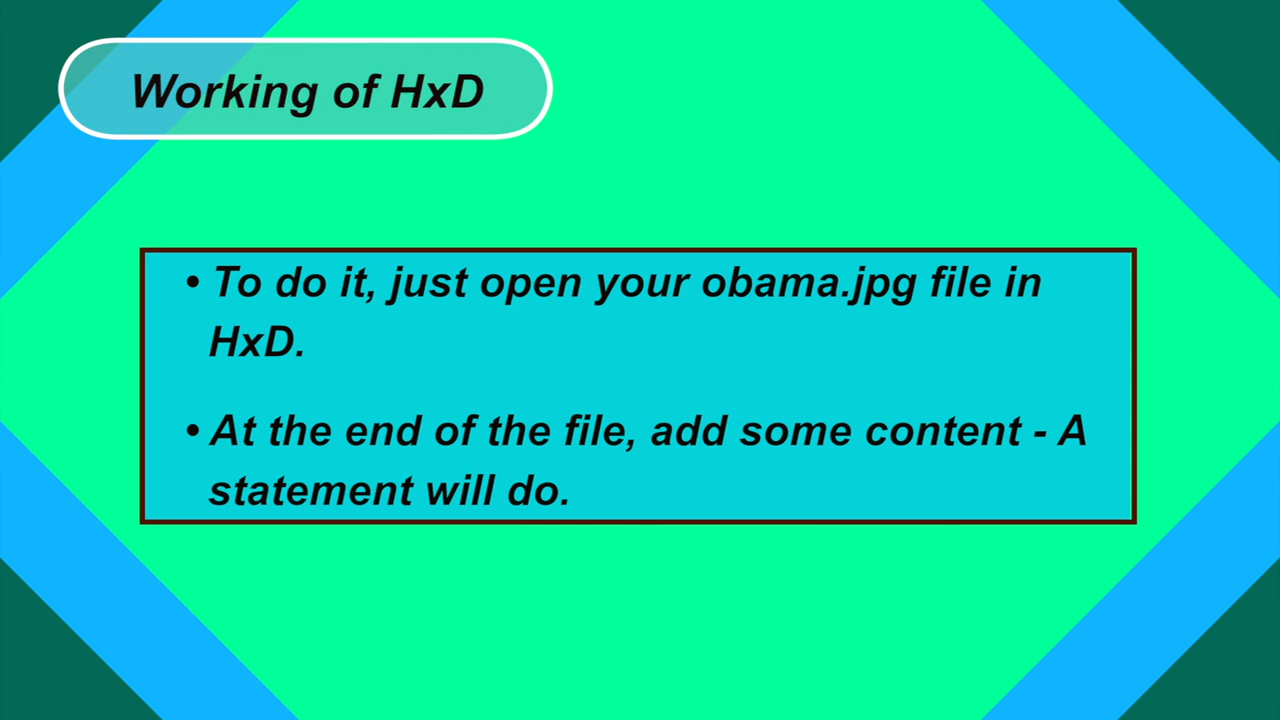 Working of HxD
• To do it, just open your obama.jpg file in
HxD.
• At the end of the file, add some content - A
statement will do.